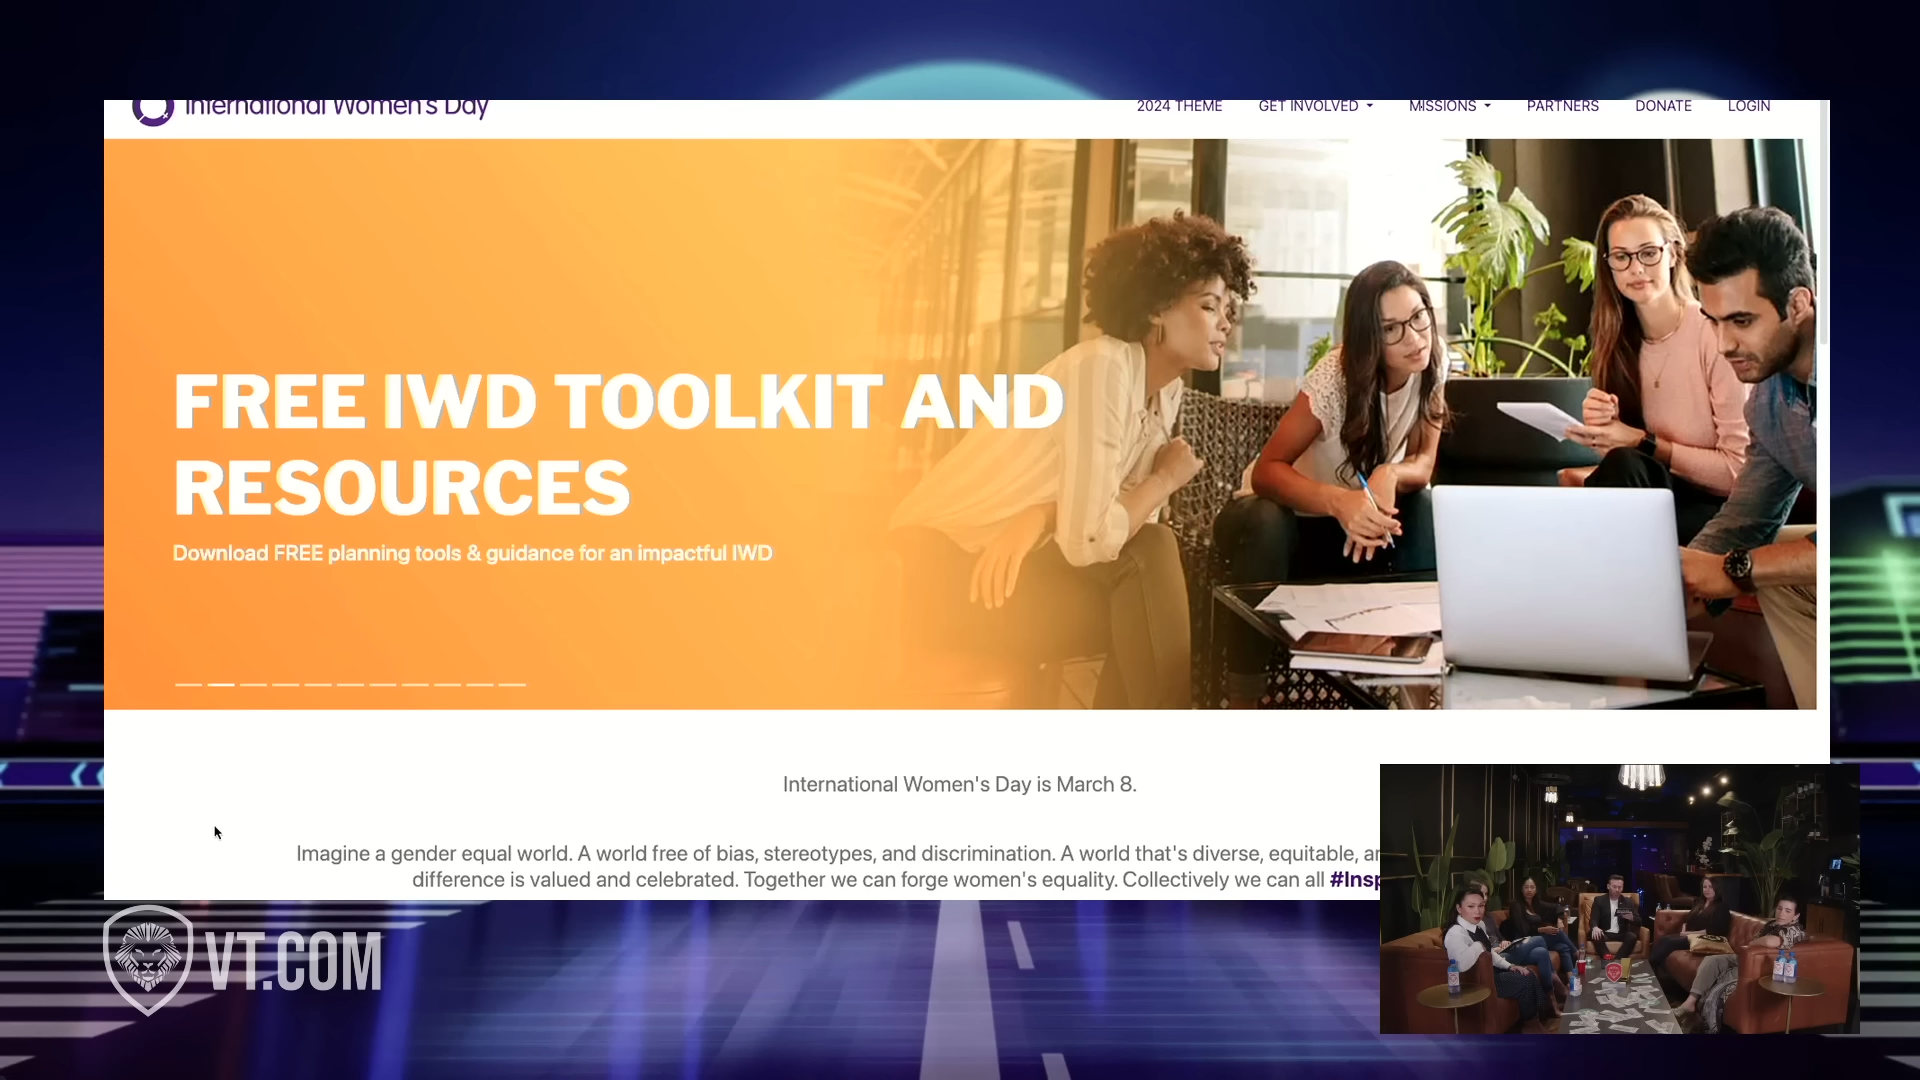 International Women's Day
2024 THEME GET INVOLVED MISSIONS PARTNERS DONATE LOGIN
FREE IWD TOOLKIT AND
RESOURCES
Download FREE planning tools & guidance for an impactful IWD
International Women's Day is March 8.
Imagine a gender equal world. A world free of bias, stereotypes, and discrimination. A world that's diverse, equitable,
difference is valued and celebrated. Together we can forge women's equality. Collectively we can all #Insp
VT.COM